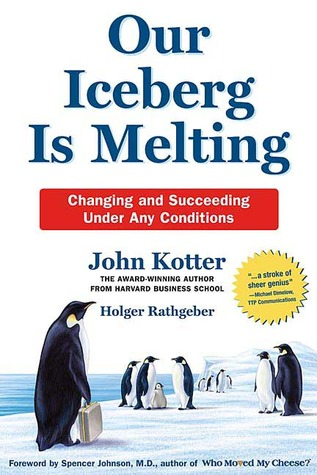 Our
Iceberg
Is Melting
Changing and Succeeding
Under Any Conditions
John Kotter
THE AWARD-WINNING AUTHOR
FROM HARVARD BUSINESS SCHOOL
Holger Rathgeber
"...a stroke of
sheer genius"
—Michael Dimelow,
TTP Communications
Foreword by Spencer Johnson, M.D., author of Who Moved My Cheese?